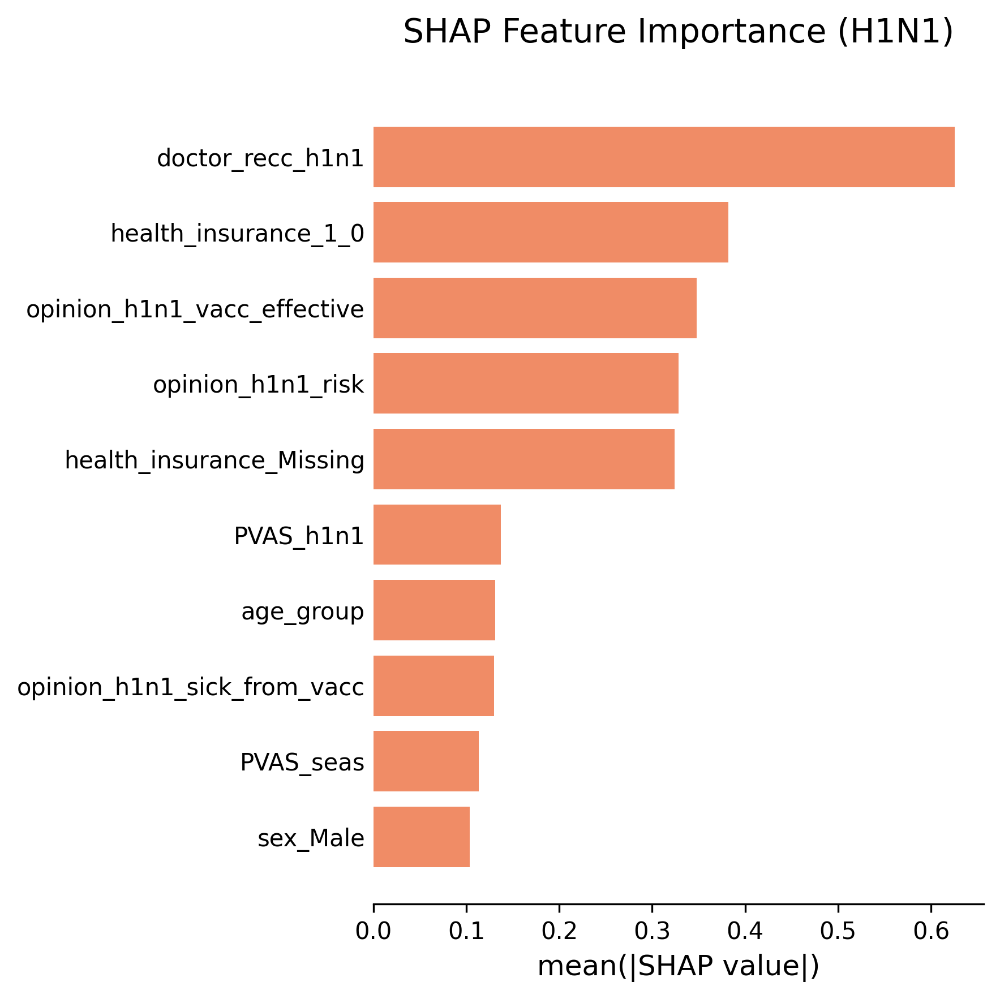 SHAP Feature Importance (H1N1)
doctor_recc_h1n1
health_insurance_1_0
opinion_h1n1_vacc_effective
opinion_h1n1_risk
health_insurance_Missing
PVAS_h1n1
age_group
opinion_h1n1_sick_from_vacc
PVAS_seas
sex_Male
0.0 0.1 0.2 0.3 0.4 0.5 0.6
mean(|SHAP value|)